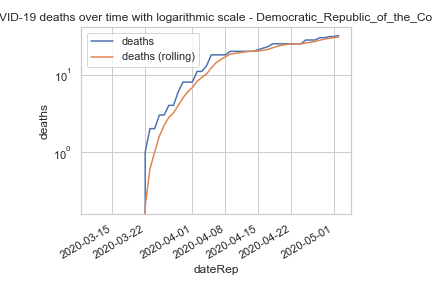 VID-19 deaths over time with logarithmic scale - Democratic_Republic_of_the_Co
deaths
deaths (rolling)
10¹
10⁰
deaths
2020-03-15
2020-03-22
2020-04-01
2020-04-08
2020-04-15
2020-04-22
2020-05-01
dateRep